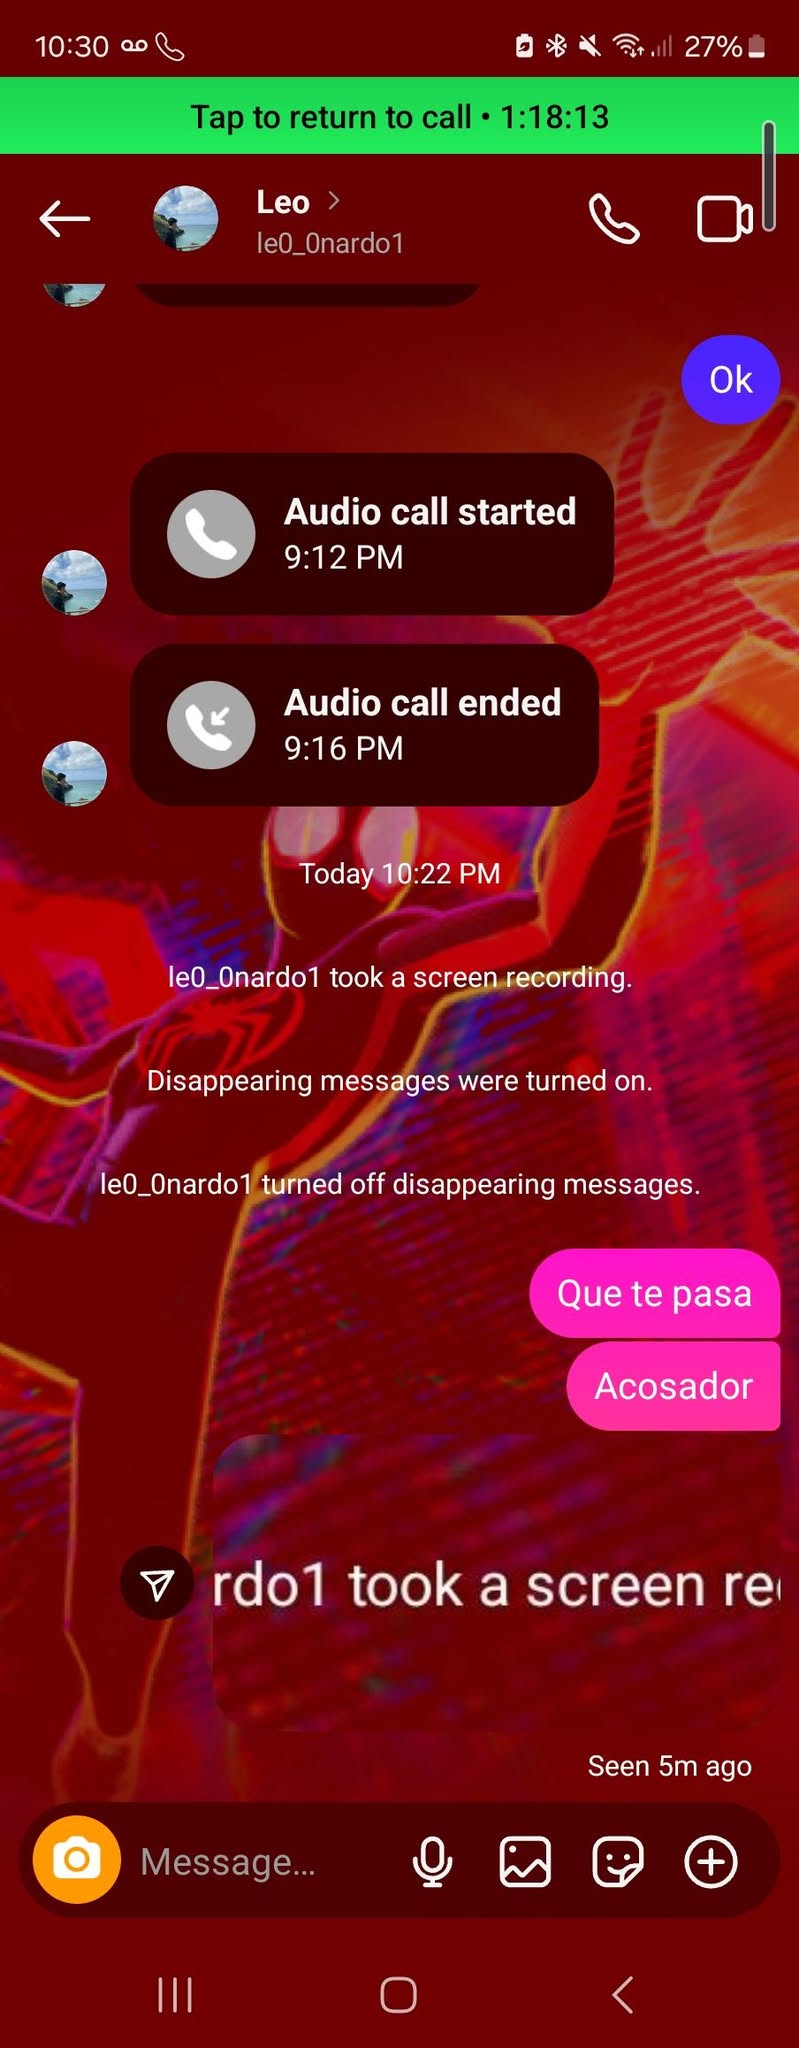 10:30
27%
Tap to return to call • 1:18:13
Leo
le0_0nardo1
Ok
Audio call started
9:12 PM
Audio call ended
9:16 PM
Today 10:22 PM
le0_0nardo1 took a screen recording.
Disappearing messages were turned on.
le0_0nardo1 turned off disappearing messages.
Que te pasa
Acosador
rdo1 took a screen re
Seen 5m ago
Message...